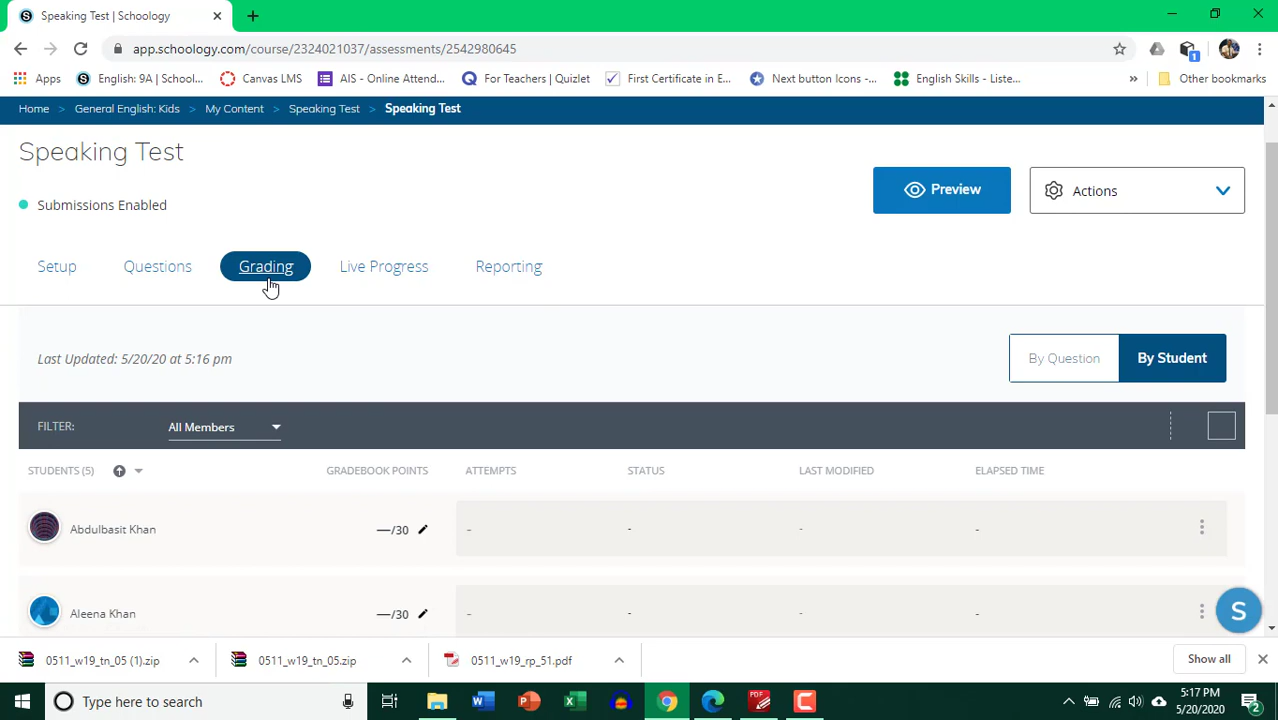 Speaking Test | Schoology
app.schoology.com/course/2324021037/assessments/2542980645
Apps English: 9A | School... Canvas LMS AIS - Online Attend... For Teachers | Quizlet First Certificate in E... Next button Icons -... English Skills - Liste... » Other bookmarks
Home > General English: Kids > My Content > Speaking Test > Speaking Test
Speaking Test
Preview Actions
Submissions Enabled
Setup Questions Grading Live Progress Reporting
Last Updated: 5/20/20 at 5:16 pm By Question By Student
FILTER: All Members
STUDENTS (5) GRADEBOOK POINTS ATTEMPTS STATUS LAST MODIFIED ELAPSED TIME
Abdulbasit Khan —/30 - - - -
Aleena Khan —/30 - - - -
S
0511_w19_tn_05 (1).zip 0511_w19_tn_05.zip 0511_w19_rp_51.pdf Show all
Type here to search
5:17 PM
5/20/2020
2